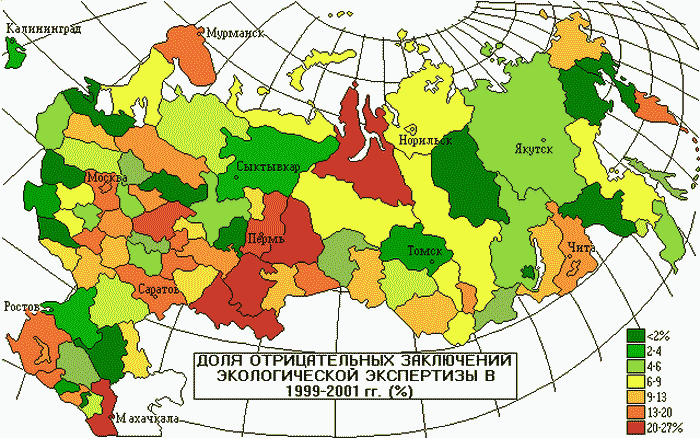 Калининград
Мурманск
Норильск
Якутск
Сыктывкар
Москва
Пермь
Томск
Чита
Саратов
Ростов
Махачкала
ДОЛЯ ОТРИЦАТЕЛЬНЫХ ЗАКЛЮЧЕНИЙ
ЭКОЛОГИЧЕСКОЙ ЭКСПЕРТИЗЫ В
1999-2001 гг. (%)
<2%
2-4
4-6
6-9
9-13
13-20
20-27%